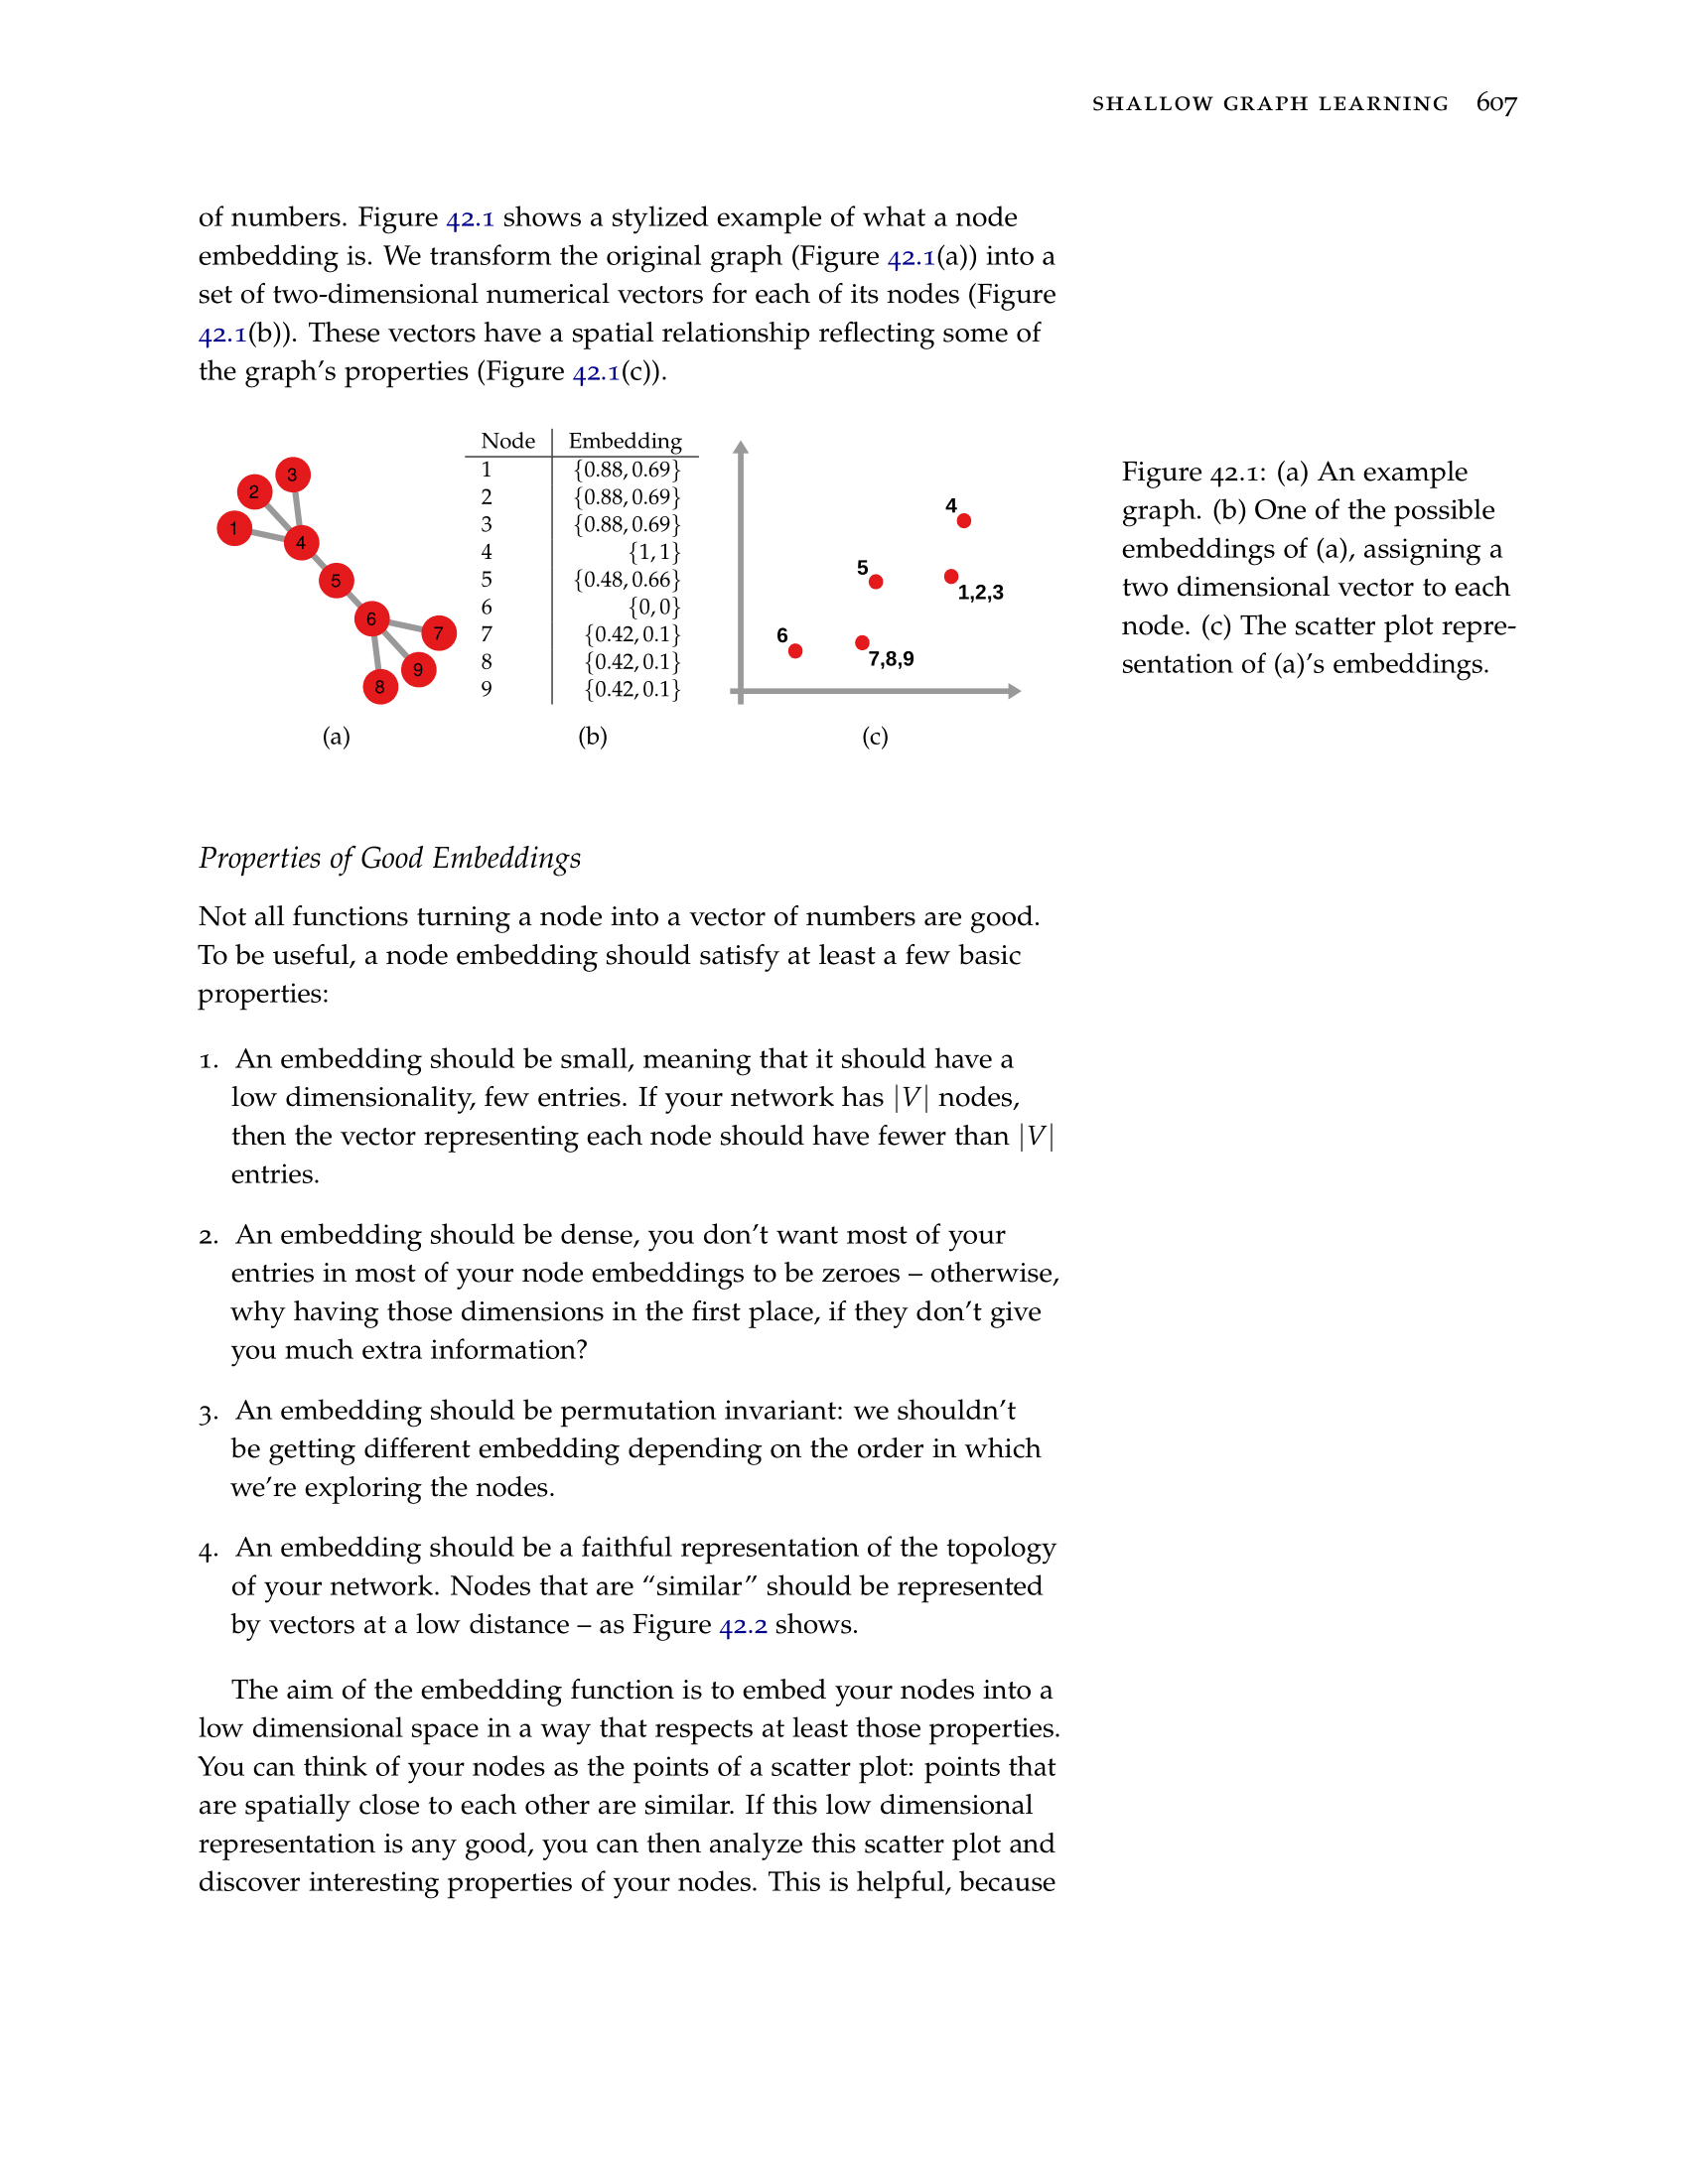 SHALLOW GRAPH LEARNING 607
of numbers. Figure 42.1 shows a stylized example of what a node
embedding is. We transform the original graph (Figure 42.1(a)) into a
set of two-dimensional numerical vectors for each of its nodes (Figure
42.1(b)). These vectors have a spatial relationship reflecting some of
the graph's properties (Figure 42.1(c)).
1
2
3
4
5
6
7
9
8
(a)
Node Embedding
1 {0.88, 0.69}
2 {0.88, 0.69}
3 {0.88, 0.69}
4 {1, 1}
5 {0.48, 0.66}
6 {0, 0}
7 {0.42, 0.1}
8 {0.42, 0.1}
9 {0.42, 0.1}
(b)
4
5
1,2,3
6
7,8,9
(c)
Figure 42.1: (a) An example
graph. (b) One of the possible
embeddings of (a), assigning a
two dimensional vector to each
node. (c) The scatter plot repre-
sentation of (a)'s embeddings.
Properties of Good Embeddings
Not all functions turning a node into a vector of numbers are good.
To be useful, a node embedding should satisfy at least a few basic
properties:
1. An embedding should be small, meaning that it should have a
low dimensionality, few entries. If your network has |V| nodes,
then the vector representing each node should have fewer than |V|
entries.
2. An embedding should be dense, you don't want most of your
entries in most of your node embeddings to be zeroes – otherwise,
why having those dimensions in the first place, if they don't give
you much extra information?
3. An embedding should be permutation invariant: we shouldn't
be getting different embedding depending on the order in which
we're exploring the nodes.
4. An embedding should be a faithful representation of the topology
of your network. Nodes that are "similar" should be represented
by vectors at a low distance – as Figure 42.2 shows.
The aim of the embedding function is to embed your nodes into a
low dimensional space in a way that respects at least those properties.
You can think of your nodes as the points of a scatter plot: points that
are spatially close to each other are similar. If this low dimensional
representation is any good, you can then analyze this scatter plot and
discover interesting properties of your nodes. This is helpful, because